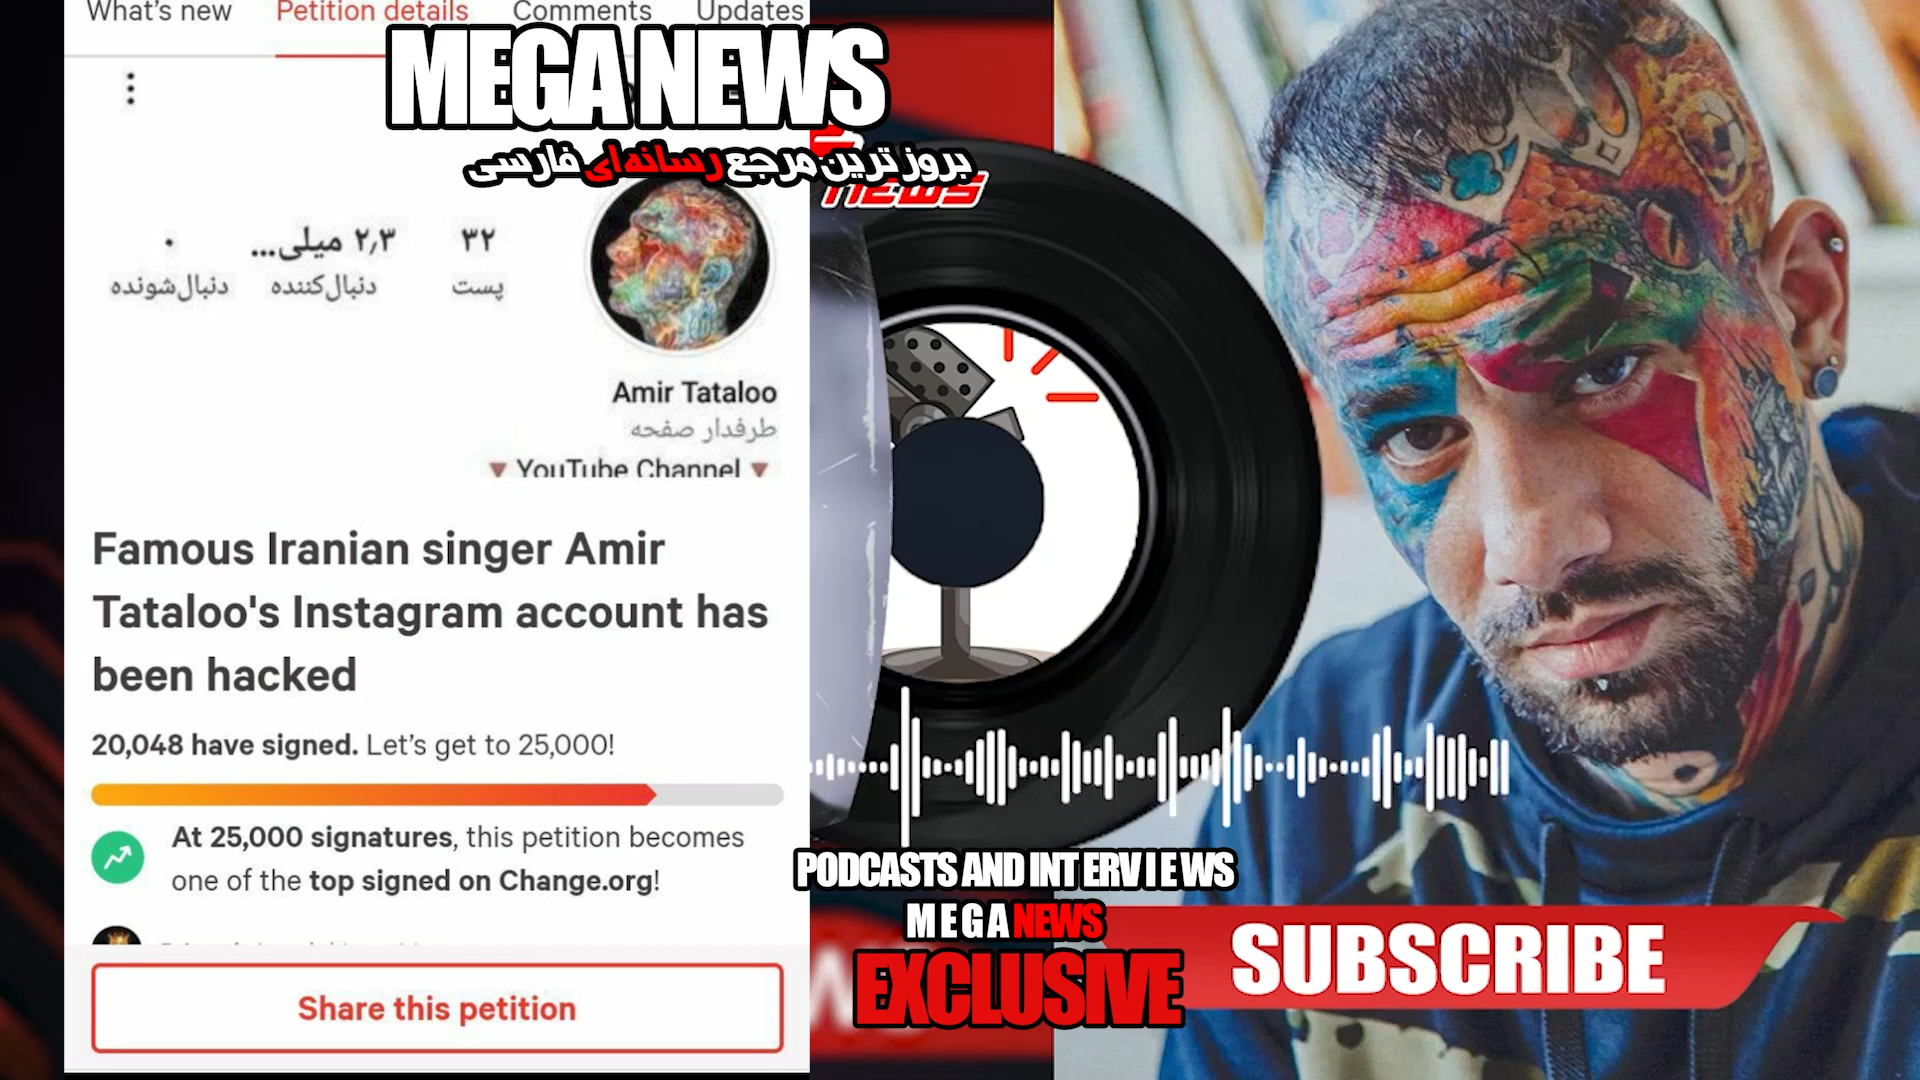 What's new Petition details Comments Updates
MEGA NEWS
بروزترین مرجع رسانه‌ای فارسی
NEWS
۳۲ ۲٫۳ میلی... ۰
پست دنبال‌کننده دنبال‌شونده
Amir Tataloo
طرفدار صفحه
▼ YouTube Channel ▼
Famous Iranian singer Amir
Tataloo's Instagram account has
been hacked
20,048 have signed. Let's get to 25,000!
At 25,000 signatures, this petition becomes
one of the top signed on Change.org!
Share this petition
PODCASTS AND INTERVIEWS
MEGA NEWS
EXCLUSIVE
SUBSCRIBE